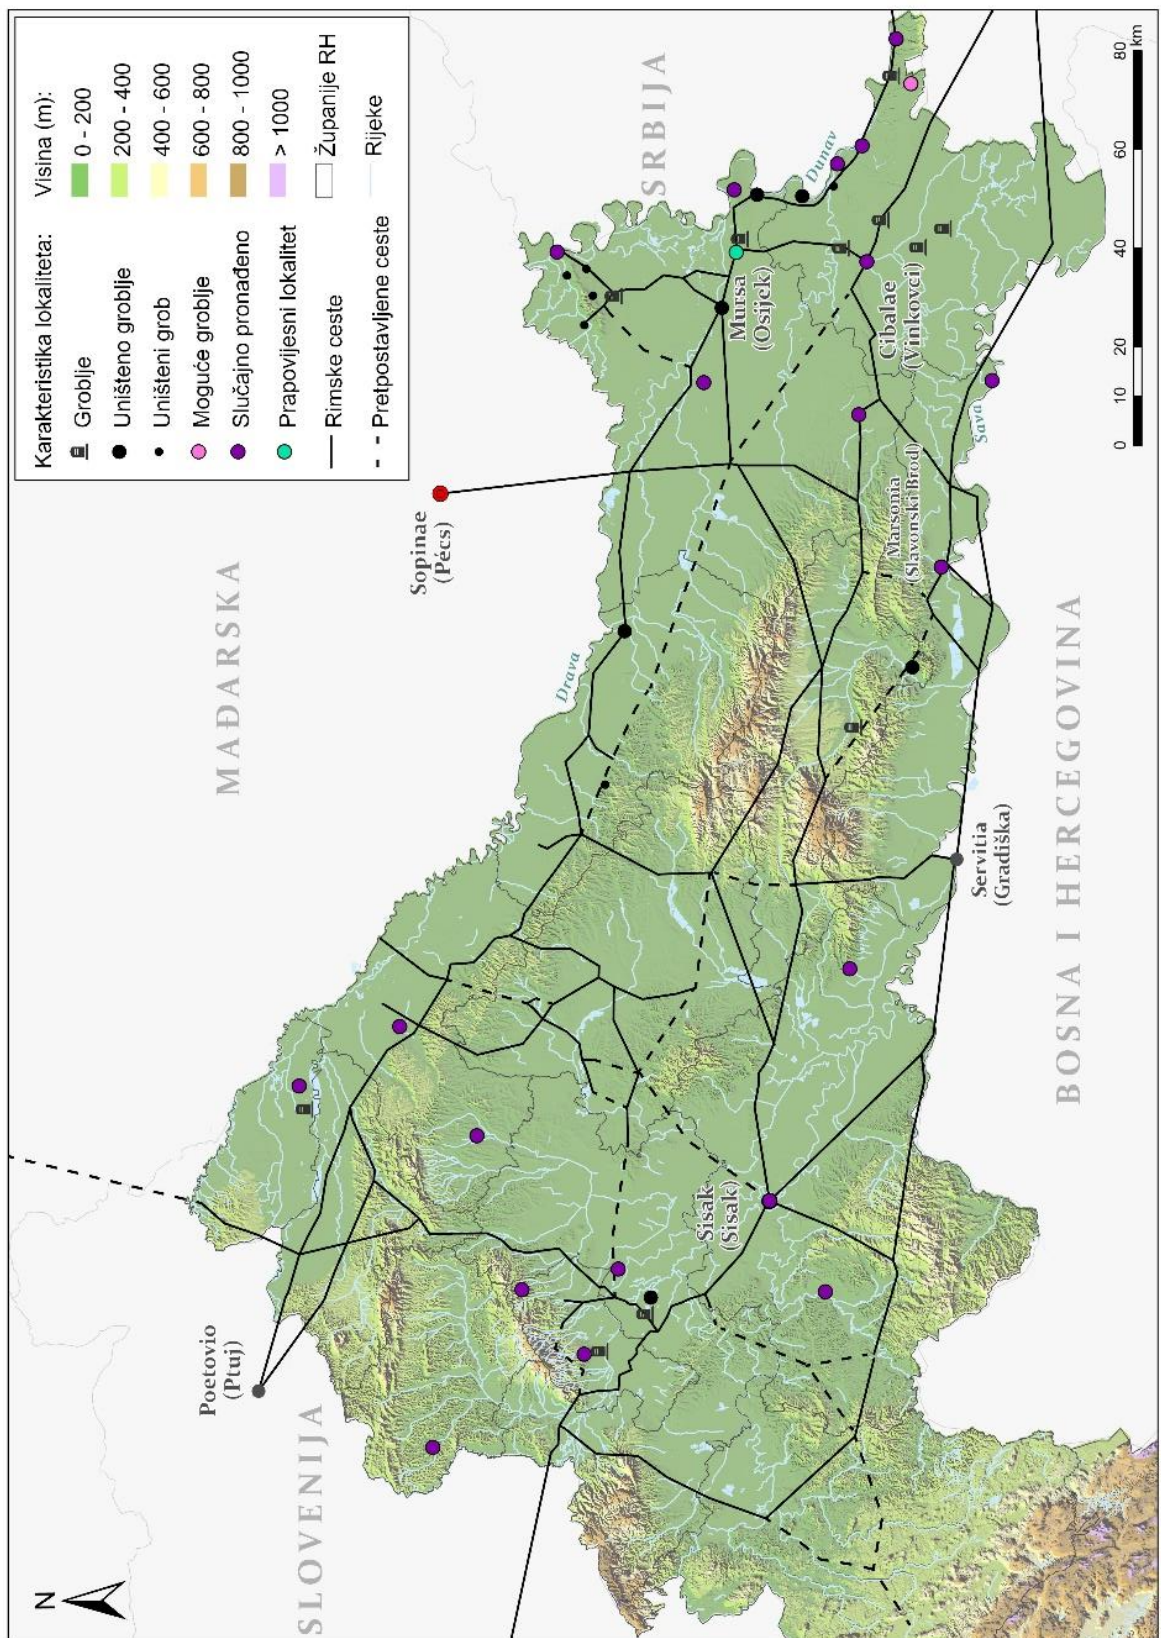 N
SLOVENIJA
MAĐARSKA
SRBIJA
BOSNA I HERCEGOVINA
Poetovio
(Ptuj)
Sopinae
(Pécs)
Drava
Dunav
Mursa
(Osijek)
Cibalae
(Vinkovci)
Marsonia
(Slavonski Brod)
Sava
Sisak
(Sisak)
Servitia
(Gradiška)
Karakteristika lokaliteta:
Groblje
Uništeno groblje
Uništeni grob
Moguće groblje
Slučajno pronađeno
Prapovijesni lokalitet
Rimske ceste
Pretpostavljene ceste
Visina (m):
0 - 200
200 - 400
400 - 600
600 - 800
800 - 1000
> 1000
Županije RH
Rijeke
0 10 20 40 60 80
km